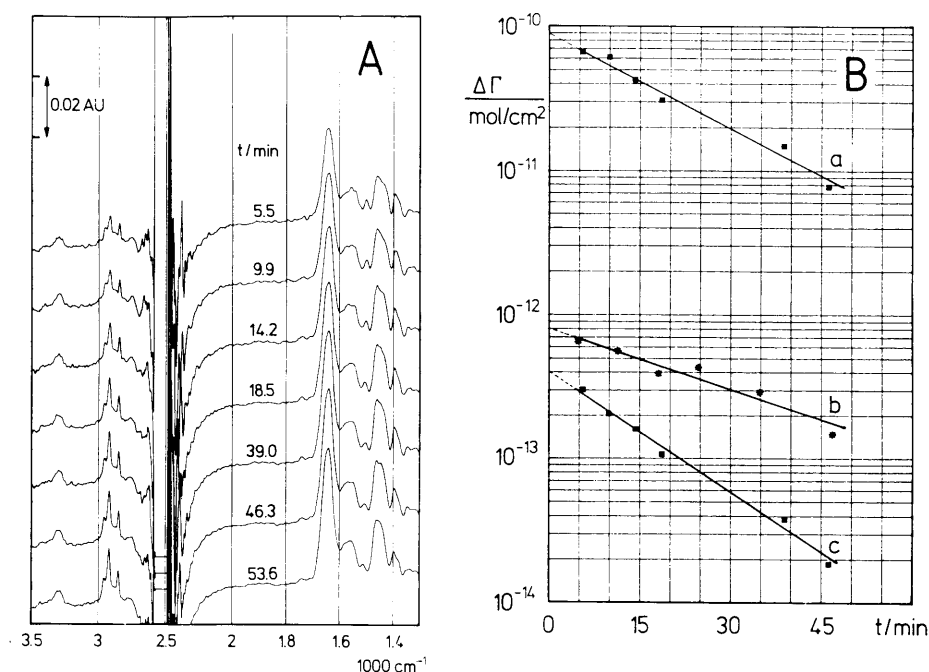 A
0.02 AU
t/min
5.5
9.9
14.2
18.5
39.0
46.3
53.6
3.5 3 2.5 2 1.8 1.6 1.4
1000 cm⁻¹
B
ΔΓ
mol/cm²
10⁻¹⁰
10⁻¹¹
10⁻¹²
10⁻¹³
10⁻¹⁴
a
b
c
0 15 30 45 t/min